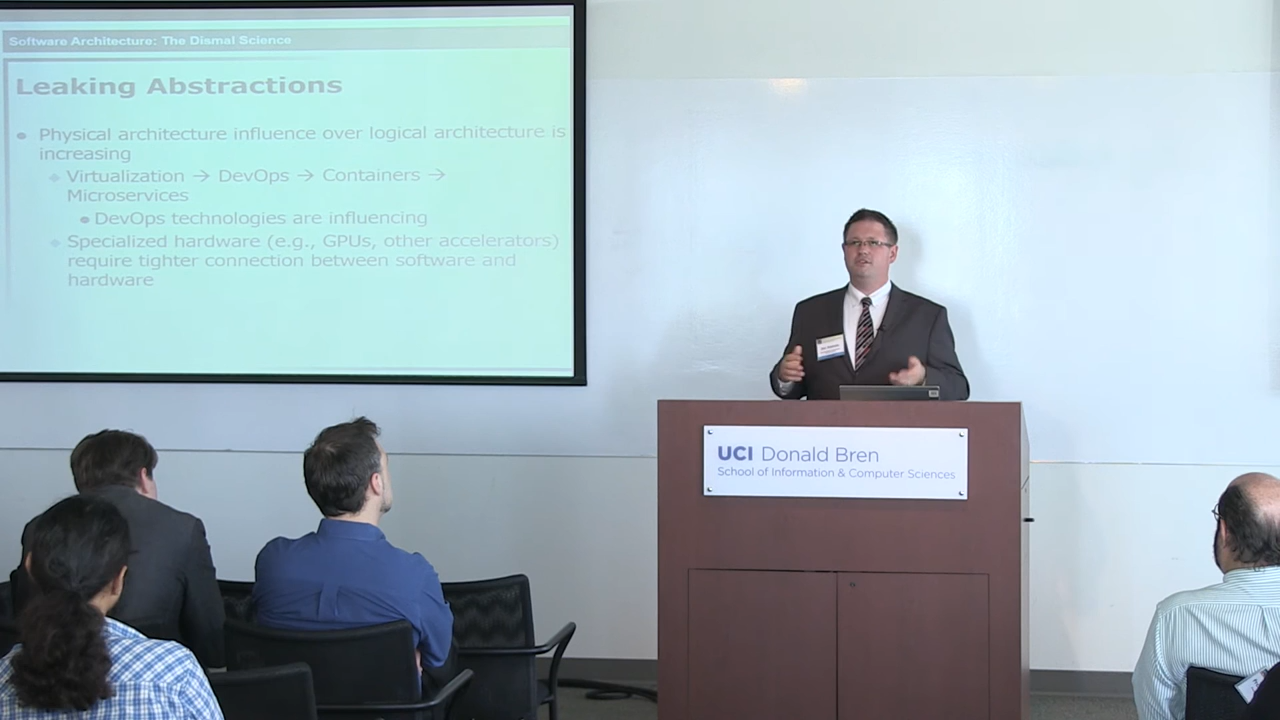 Software Architecture: The Dismal Science
Leaking Abstractions
• Physical architecture influence over logical architecture is
increasing
◆ Virtualization → DevOps → Containers →
Microservices
• DevOps technologies are influencing
◆ Specialized hardware (e.g., GPUs, other accelerators)
require tighter connection between software and
hardware
UCI Donald Bren
School of Information & Computer Sciences